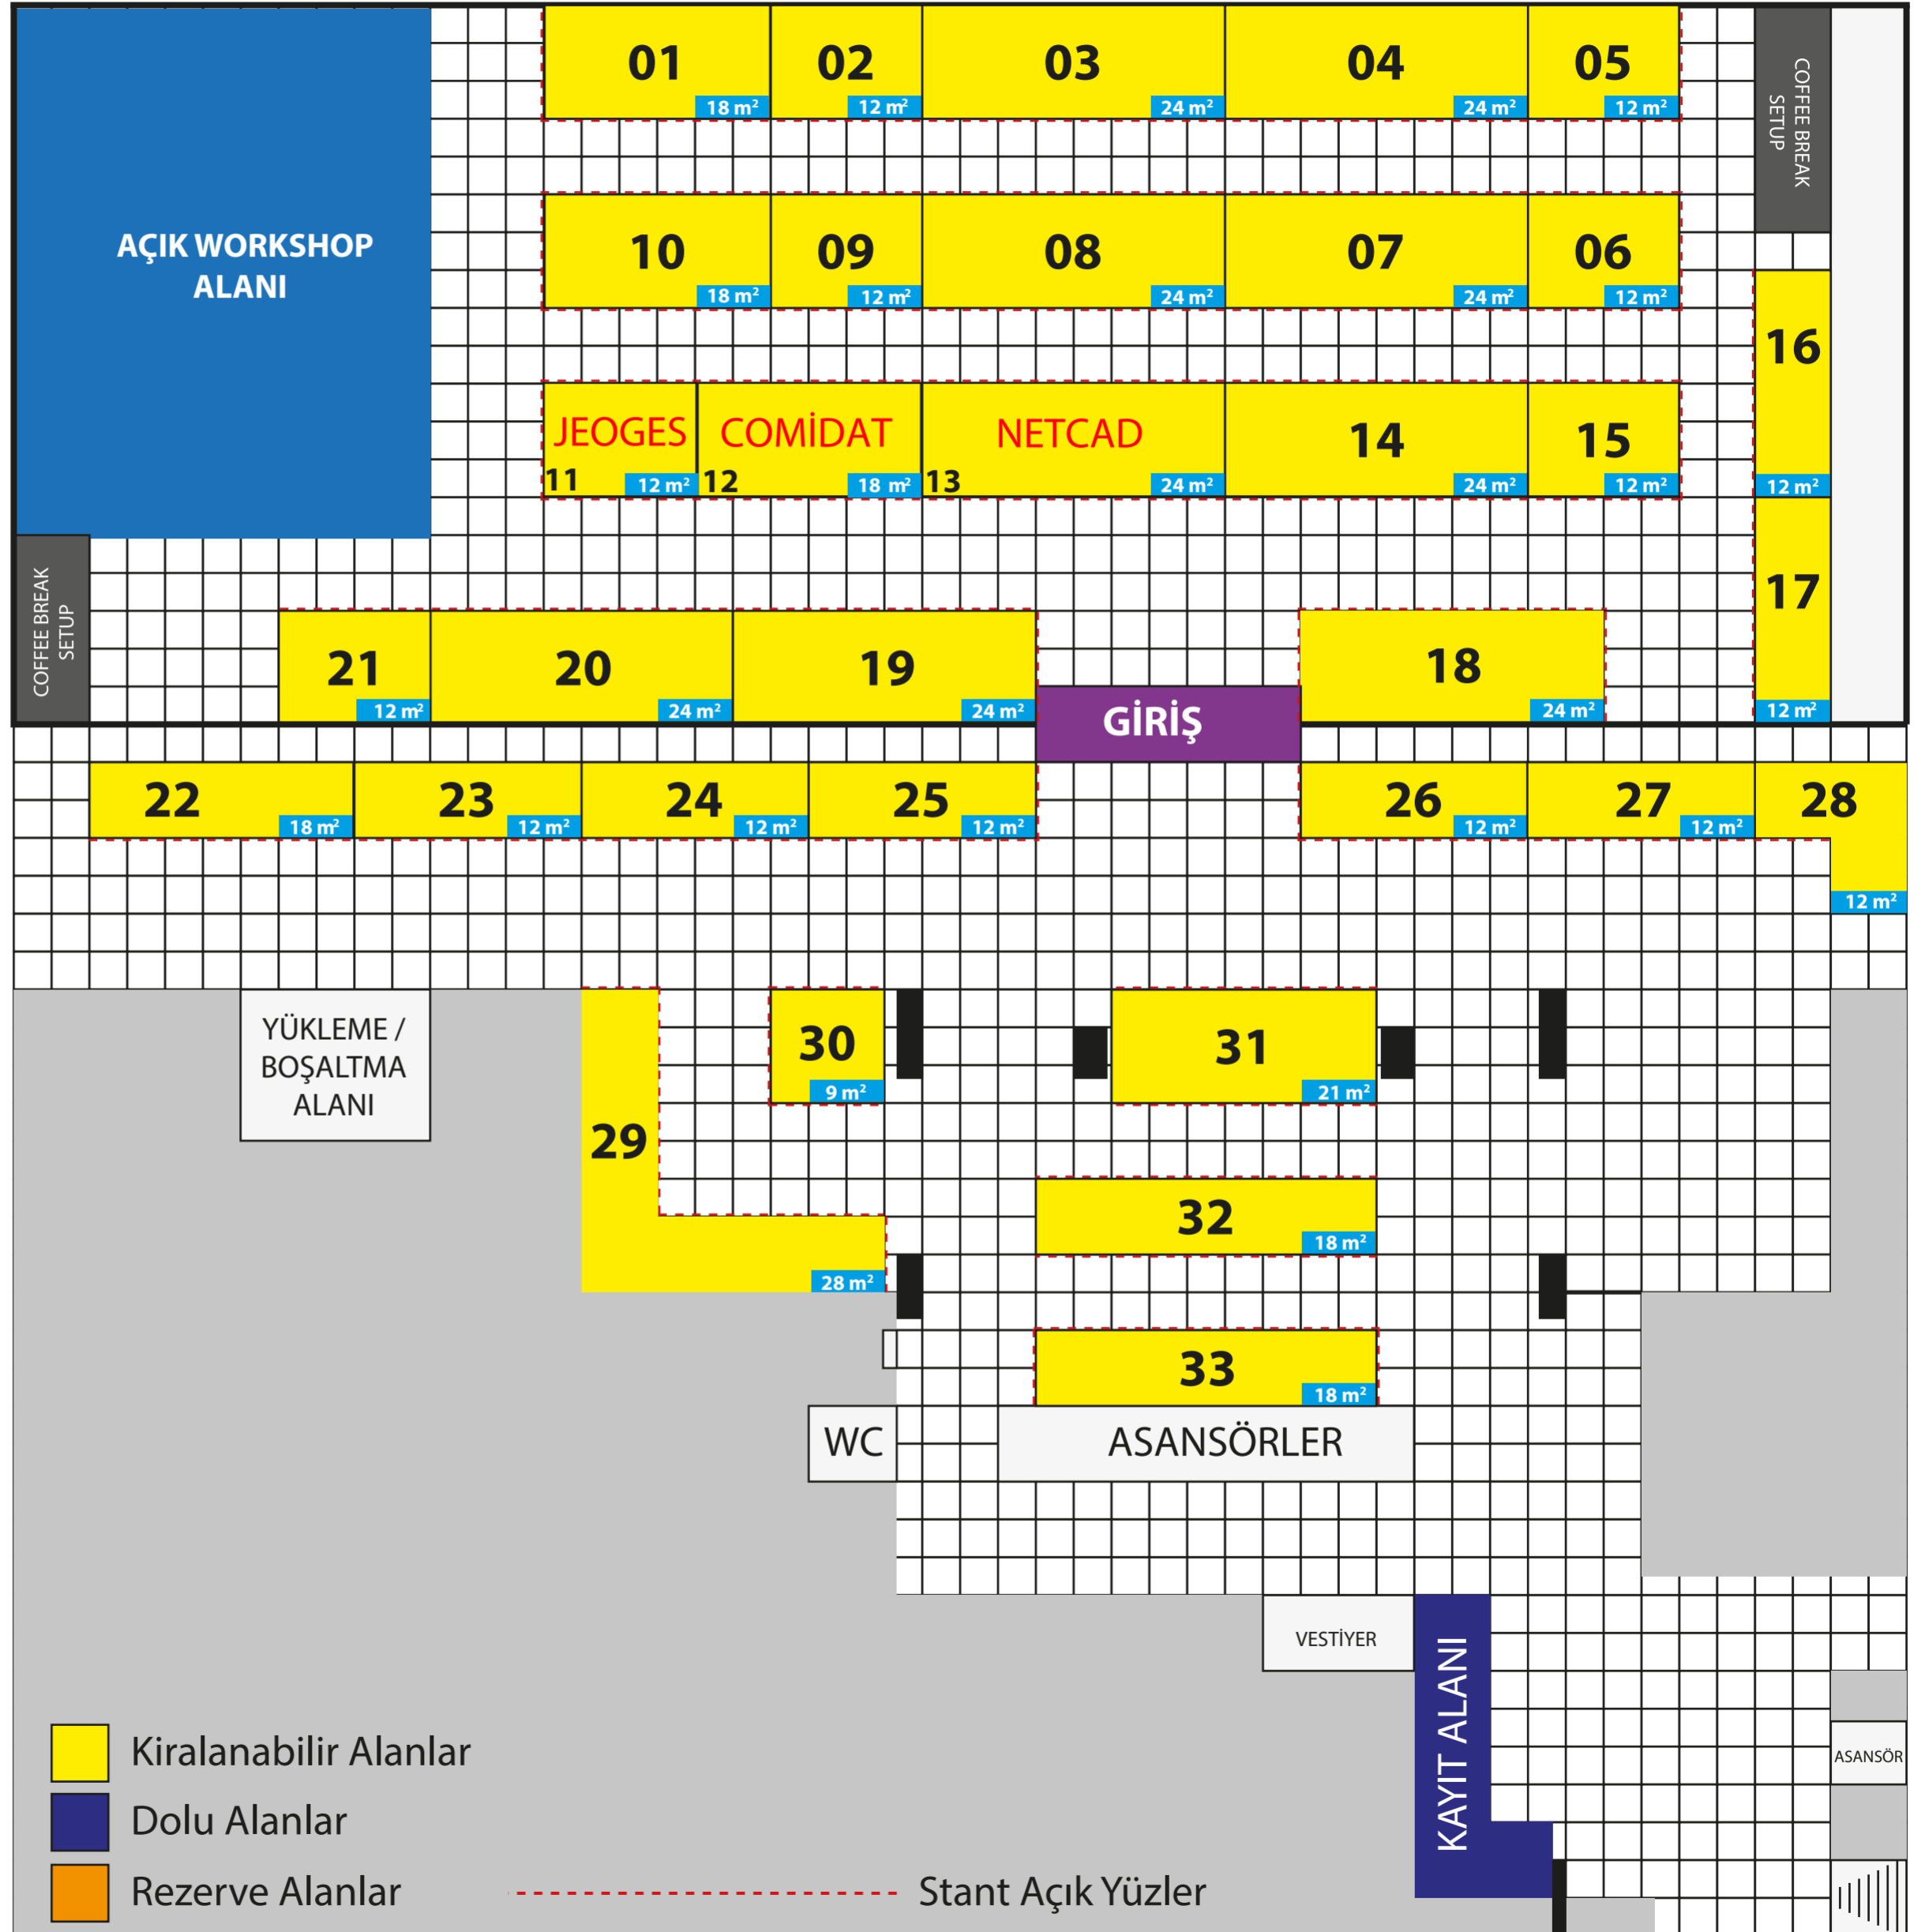 01
18 m²
02
12 m²
03
24 m²
04
24 m²
05
12 m²
COFFEE BREAK
SETUP
AÇIK WORKSHOP
ALANI
10
18 m²
09
12 m²
08
24 m²
07
24 m²
06
12 m²
16
12 m²
JEOGES
11
12 m²
COMİDAT
12
18 m²
NETCAD
13
24 m²
14
24 m²
15
12 m²
17
12 m²
COFFEE BREAK
SETUP
21
12 m²
20
24 m²
19
24 m²
GİRİŞ
18
24 m²
22
18 m²
23
12 m²
24
12 m²
25
12 m²
26
12 m²
27
12 m²
28
12 m²
YÜKLEME /
BOŞALTMA
ALANI
29
28 m²
30
9 m²
31
21 m²
32
18 m²
33
18 m²
WC
ASANSÖRLER
VESTİYER
KAYIT ALANI
ASANSÖR
Kiralanabilir Alanlar
Dolu Alanlar
Rezerve Alanlar
Stant Açık Yüzler